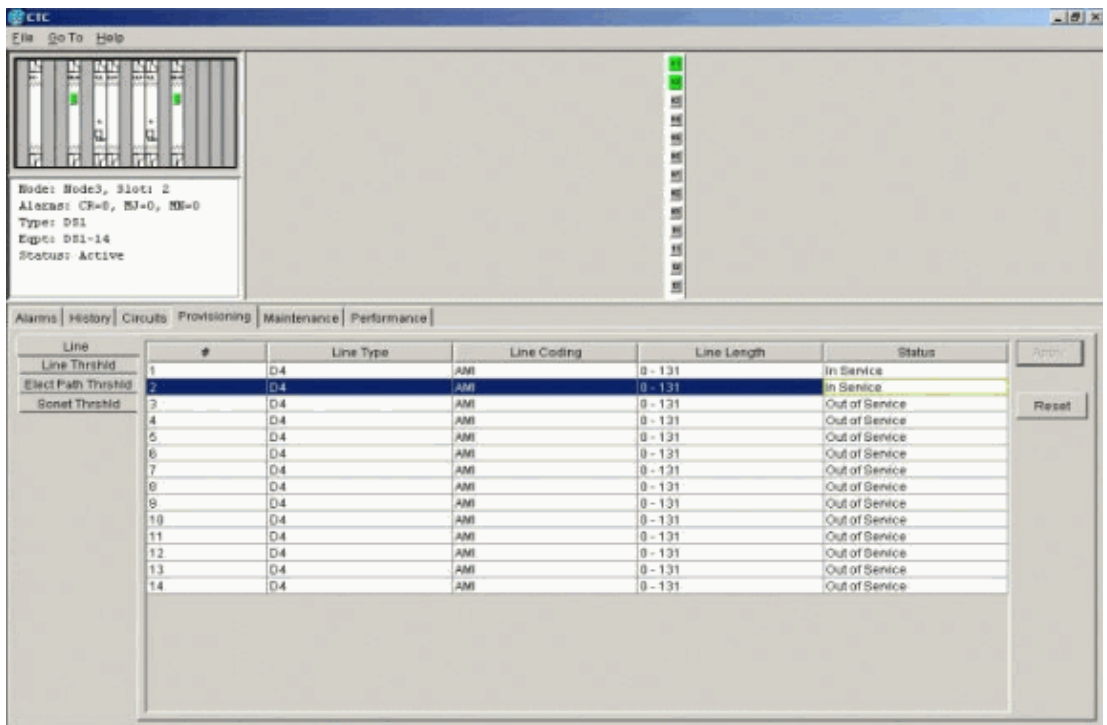 CTC
File Go To Help
Node: Node3, Slot: 2
Alarms: CR=0, MJ=0, MN=0
Type: DS1
Eqpt: DS1-14
Status: Active
Alarms History Circuits Provisioning Maintenance Performance
Line
Line Thrshld
Elect Path Thrshld
Sonet Thrshld
# Line Type Line Coding Line Length Status
1 D4 AMI 0 - 131 In Service
2 D4 AMI 0 - 131 In Service
3 D4 AMI 0 - 131 Out of Service
4 D4 AMI 0 - 131 Out of Service
5 D4 AMI 0 - 131 Out of Service
6 D4 AMI 0 - 131 Out of Service
7 D4 AMI 0 - 131 Out of Service
8 D4 AMI 0 - 131 Out of Service
9 D4 AMI 0 - 131 Out of Service
10 D4 AMI 0 - 131 Out of Service
11 D4 AMI 0 - 131 Out of Service
12 D4 AMI 0 - 131 Out of Service
13 D4 AMI 0 - 131 Out of Service
14 D4 AMI 0 - 131 Out of Service
Apply
Reset